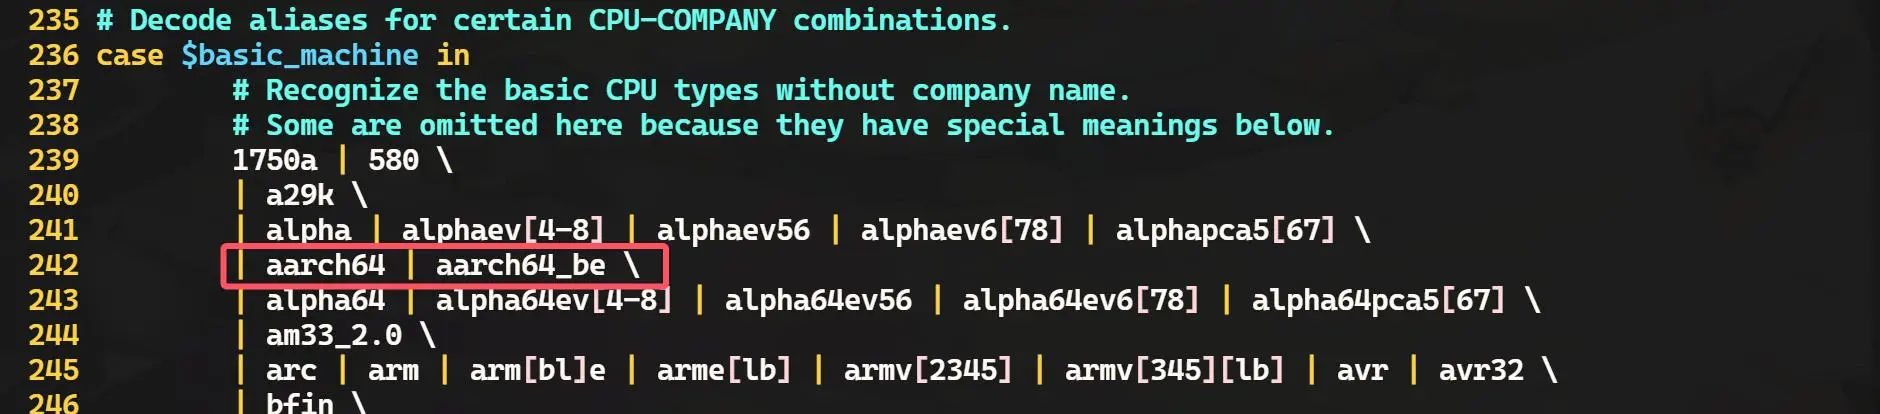 235 # Decode aliases for certain CPU-COMPANY combinations.
236 case $basic_machine in
237         # Recognize the basic CPU types without company name.
238         # Some are omitted here because they have special meanings below.
239         1750a | 580 \
240         | a29k \
241         | alpha | alphaev[4-8] | alphaev56 | alphaev6[78] | alphapca5[67] \
242         | aarch64 | aarch64_be \
243         | alpha64 | alpha64ev[4-8] | alpha64ev56 | alpha64ev6[78] | alpha64pca5[67] \
244         | am33_2.0 \
245         | arc | arm | arm[bl]e | arme[lb] | armv[2345] | armv[345][lb] | avr | avr32 \
246         | bfin \